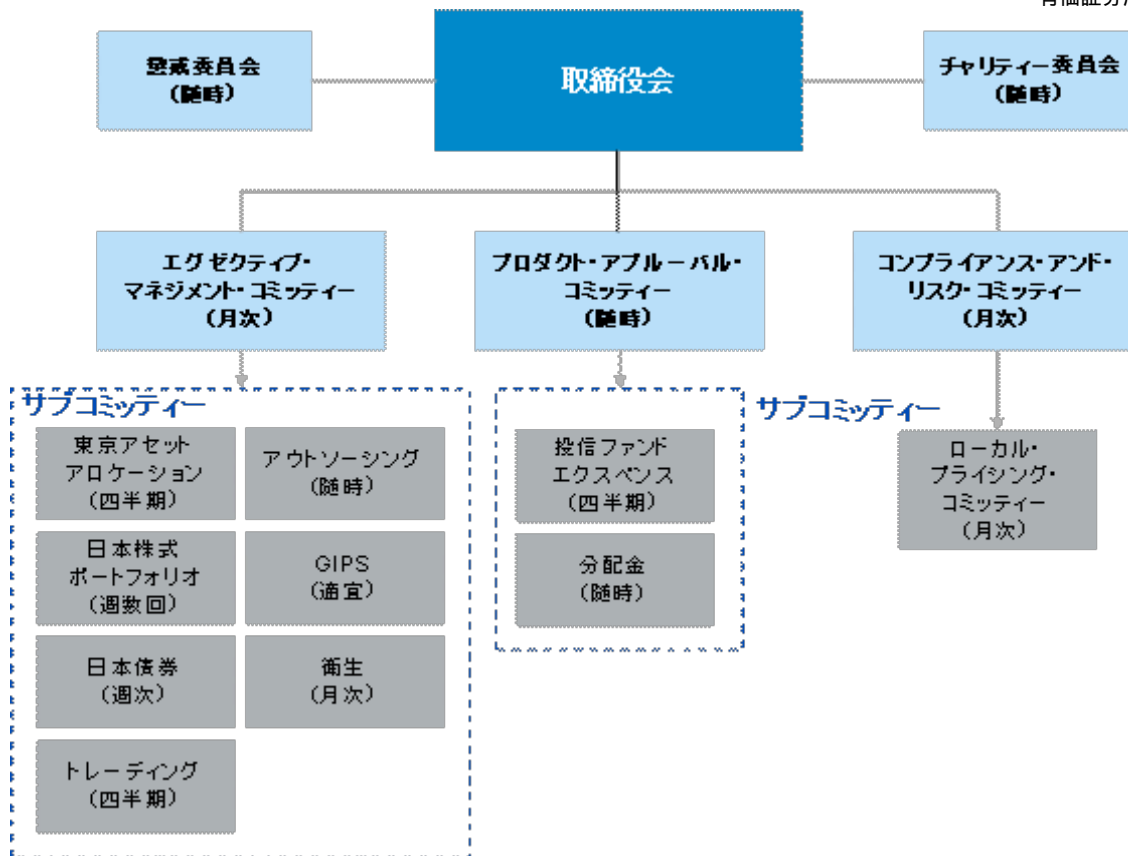 懲戒委員会
(随時)
取締役会
チャリティー委員会
(随時)
エグゼクティブ・
マネジメント・コミッティー
(月次)
プロダクト・アプルーバル・
コミッティー
(随時)
コンプライアンス・アンド・
リスク・コミッティー
(月次)
サブコミッティー
東京アセット
アロケーション
(四半期)
アウトソーシング
(随時)
日本株式
ポートフォリオ
(週数回)
GIPS
(適宜)
日本債券
(週次)
衛生
(月次)
トレーディング
(四半期)
投信ファンド
エクスペンス
(四半期)
分配金
(随時)
サブコミッティー
ローカル・
プライシング・
コミッティー
(月次)